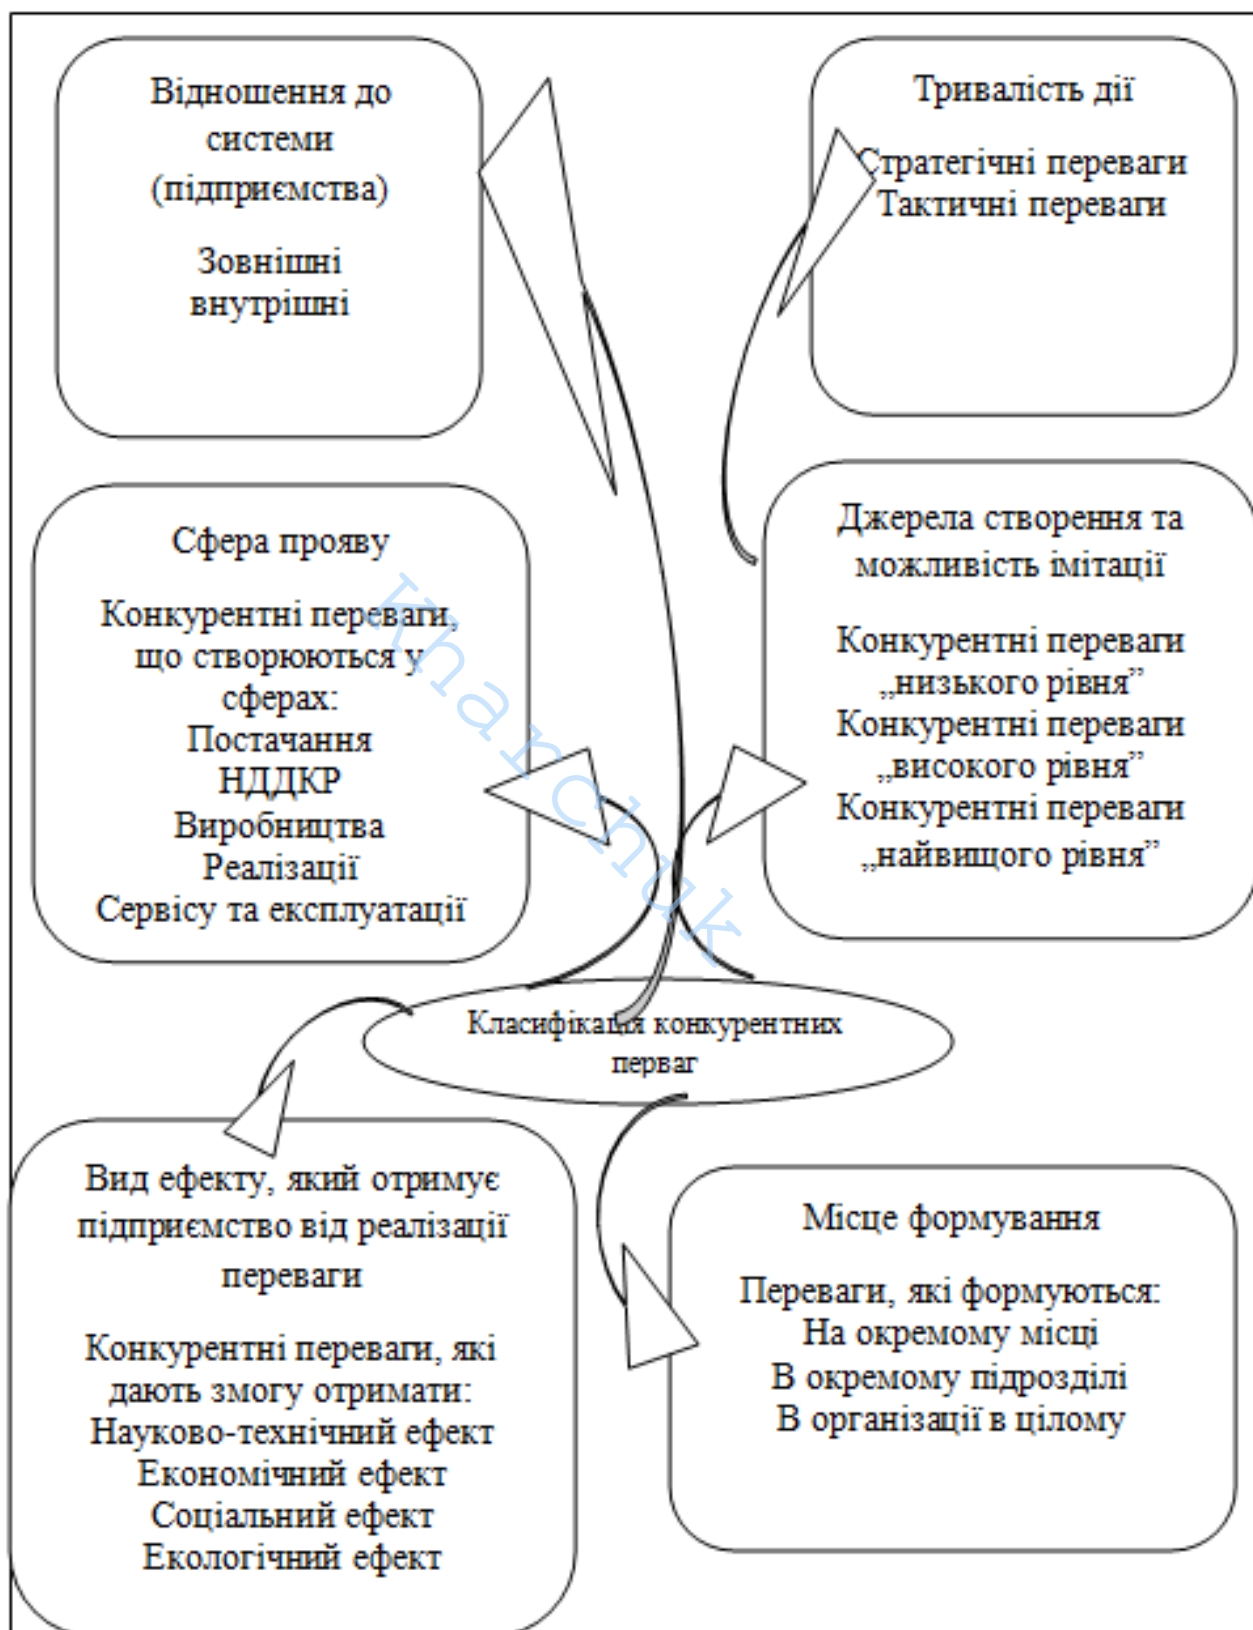 Відношення до
системи
(підприємства)
Зовнішні
внутрішні
Тривалість дії
Стратегічні переваги
Тактичні переваги
Сфера прояву
Конкурентні переваги,
що створюються у
сферах:
Постачання
НДДКР
Виробництва
Реалізації
Сервісу та експлуатації
Джерела створення та
можливість імітації
Конкурентні переваги
„низького рівня”
Конкурентні переваги
„високого рівня”
Конкурентні переваги
„найвищого рівня”
Kharchuk
Класифікація конкурентних
перваг
Вид ефекту, який отримує
підприємство від реалізації
переваги
Конкурентні переваги, які
дають змогу отримати:
Науково-технічний ефект
Економічний ефект
Соціальний ефект
Екологічний ефект
Місце формування
Переваги, які формуються:
На окремому місці
В окремому підрозділі
В організації в цілому